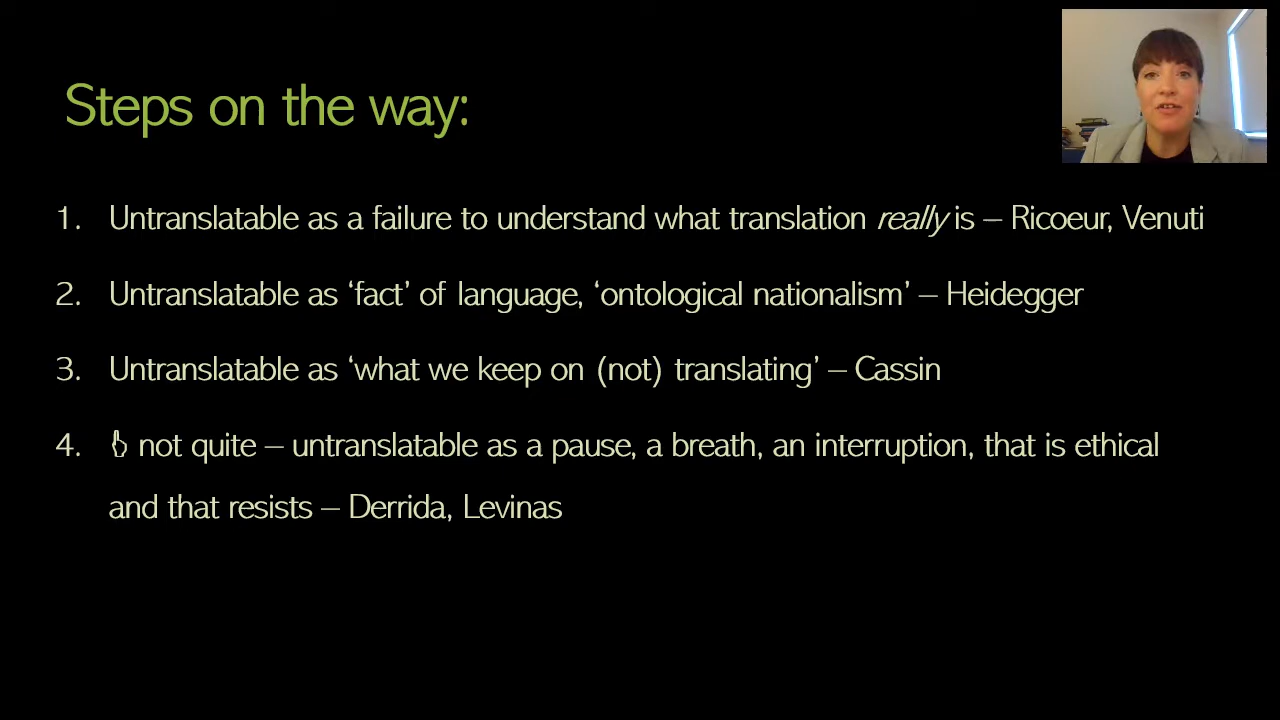 Steps on the way:
1. Untranslatable as a failure to understand what translation really is – Ricoeur, Venuti
2. Untranslatable as ‘fact’ of language, ‘ontological nationalism’ – Heidegger
3. Untranslatable as ‘what we keep on (not) translating’ – Cassin
4. 👆 not quite – untranslatable as a pause, a breath, an interruption, that is ethical
and that resists – Derrida, Levinas